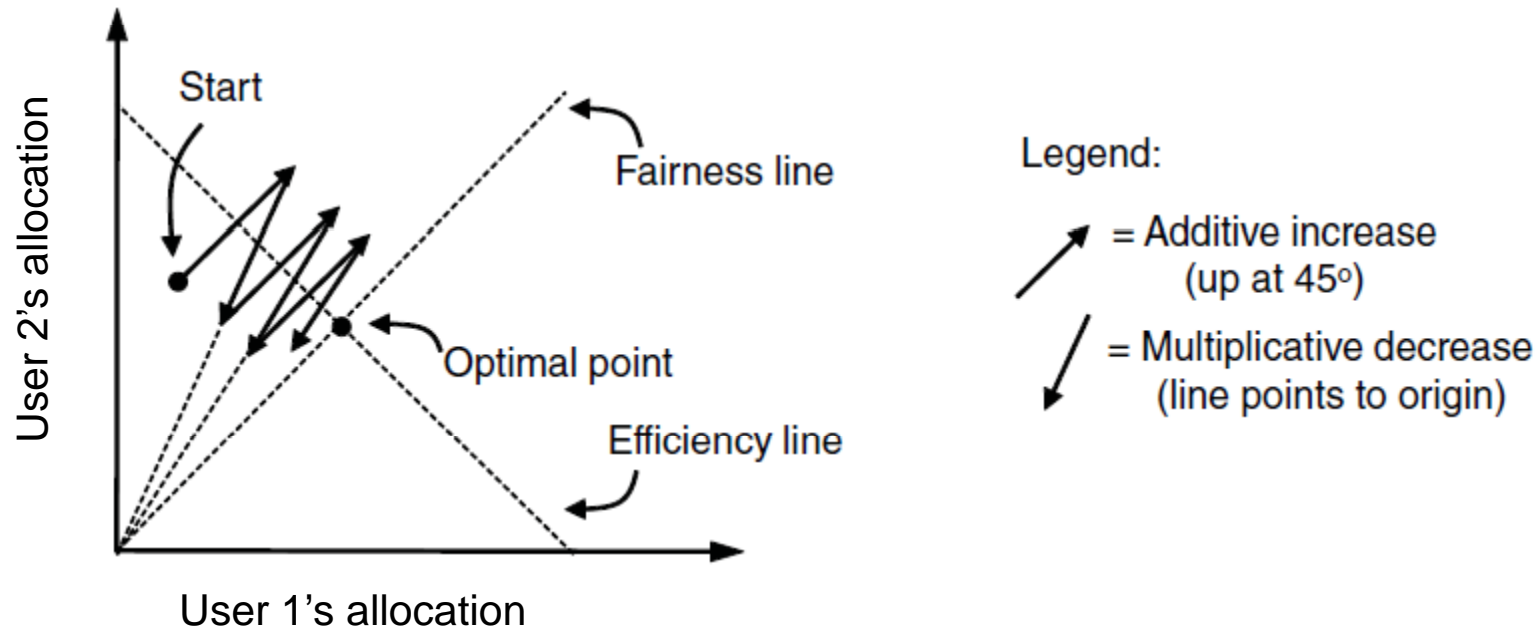 Start
User 2's allocation
Fairness line
Optimal point
Efficiency line
User 1's allocation
Legend:
= Additive increase
(up at 45º)
= Multiplicative decrease
(line points to origin)